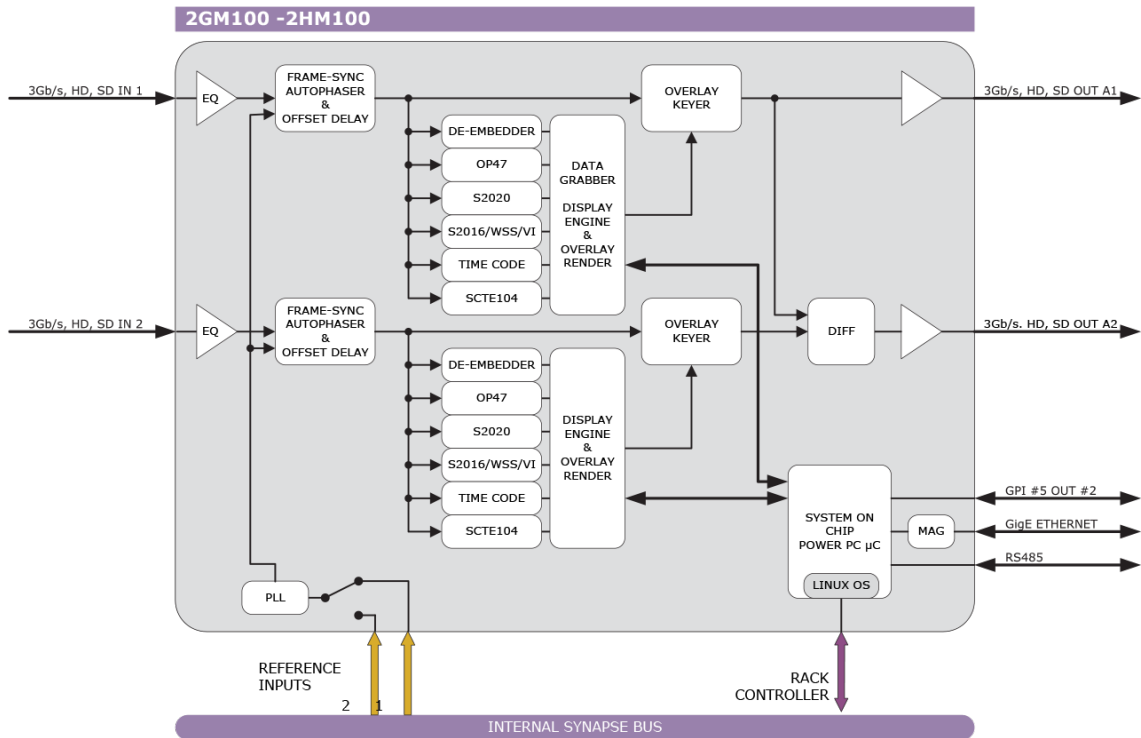 2GM100 -2HM100
3Gb/s, HD, SD IN 1
EQ
FRAME-SYNC
AUTOPHASER
&
OFFSET DELAY
OVERLAY
KEYER
3Gb/s, HD, SD OUT A1
DE-EMBEDDER
OP47
S2020
S2016/WSS/VI
TIME CODE
SCTE104
DATA
GRABBER
DISPLAY
ENGINE
&
OVERLAY
RENDER
3Gb/s, HD, SD IN 2
EQ
FRAME-SYNC
AUTOPHASER
&
OFFSET DELAY
OVERLAY
KEYER
DIFF
3Gb/s. HD, SD OUT A2
DE-EMBEDDER
OP47
S2020
S2016/WSS/VI
TIME CODE
SCTE104
DISPLAY
ENGINE
&
OVERLAY
RENDER
SYSTEM ON
CHIP
POWER PC µC
LINUX OS
MAG
GPI #5 OUT #2
GigE ETHERNET
RS485
PLL
REFERENCE
INPUTS
2 1
RACK
CONTROLLER
INTERNAL SYNAPSE BUS